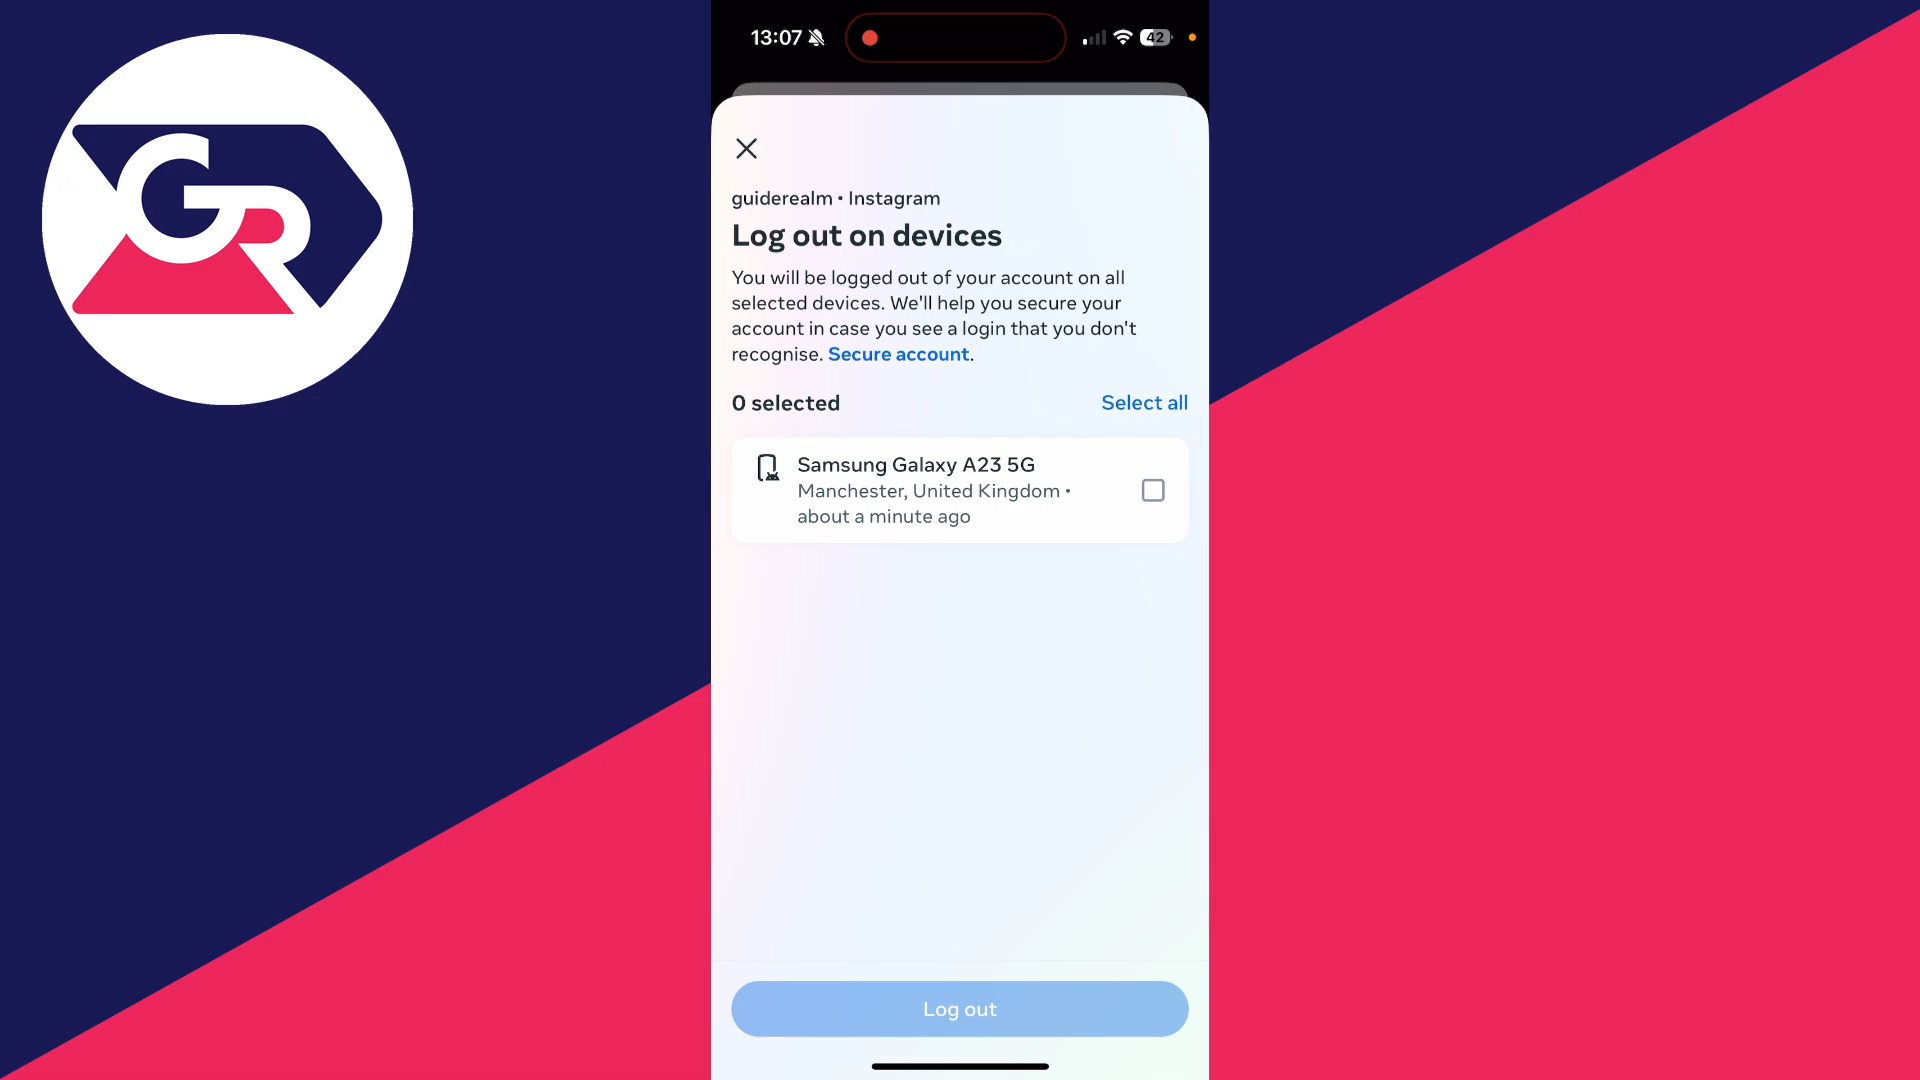 GR
13:07
42
guiderealm • Instagram
Log out on devices
You will be logged out of your account on all
selected devices. We'll help you secure your
account in case you see a login that you don't
recognise. Secure account.
0 selected
Select all
Samsung Galaxy A23 5G
Manchester, United Kingdom •
about a minute ago
Log out